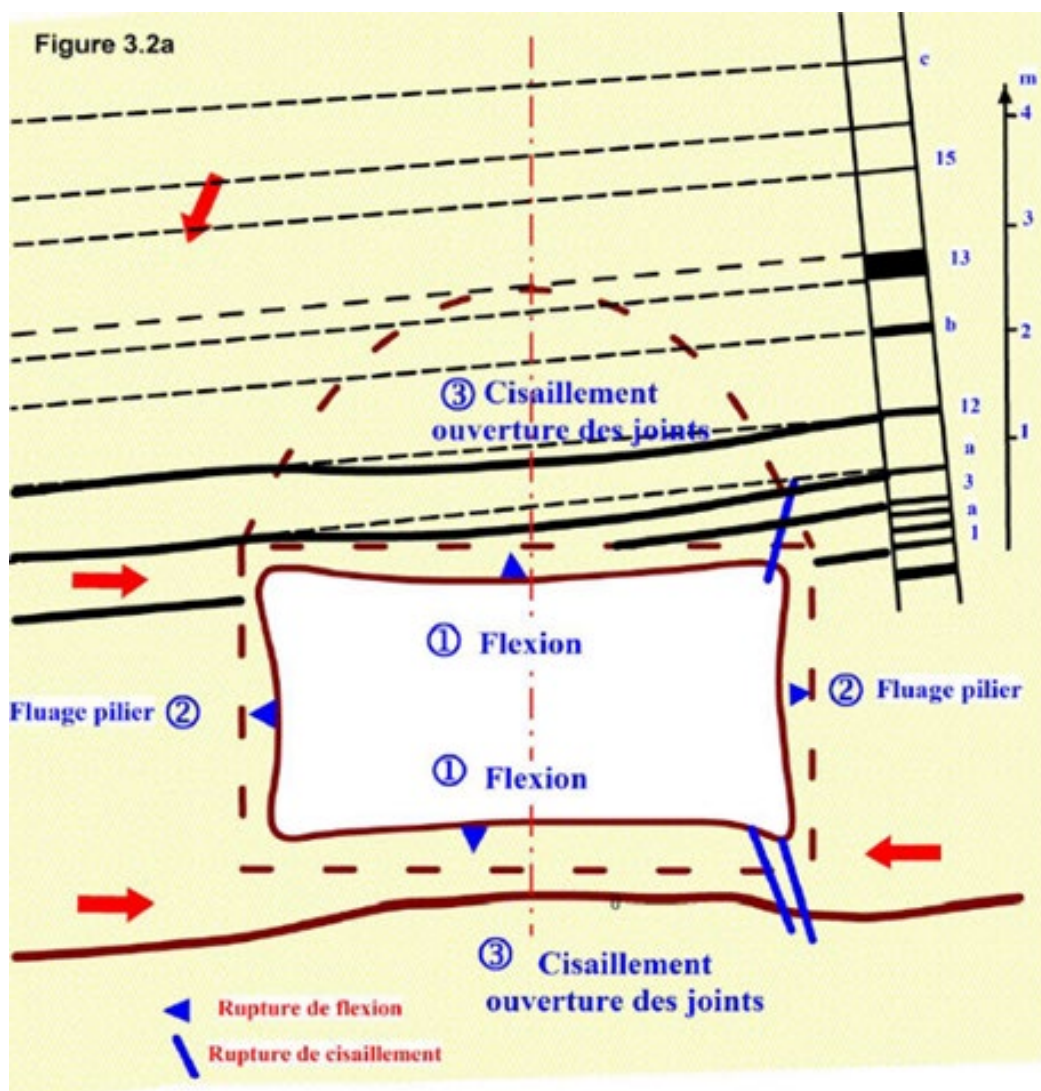 Figure 3.2a
c
m
4
15
3
13
2
b
12
1
a
3
a
1
③ Cisaillement
ouverture des joints
① Flexion
Fluage pilier ②
② Fluage pilier
① Flexion
③ Cisaillement
ouverture des joints
Rupture de flexion
Rupture de cisaillement